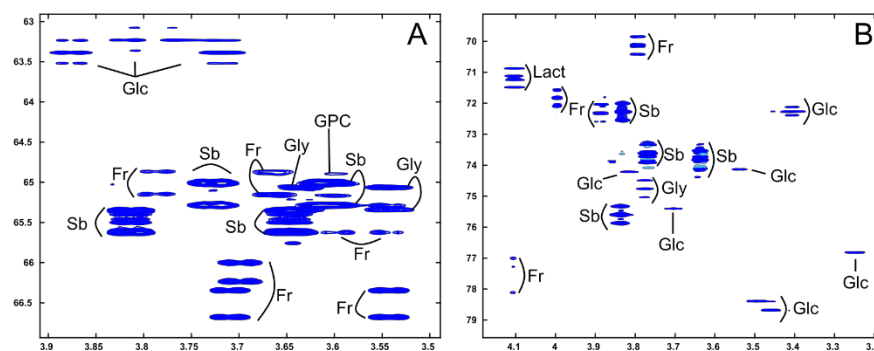 A
63
63.5
64
64.5
65
65.5
66
66.5
Glc
Fr
Sb
Fr
Gly
GPC
Sb
Gly
Sb
Sb
Fr
Fr
Fr
3.9 3.85 3.8 3.75 3.7 3.65 3.6 3.55 3.5
B
70
71
72
73
74
75
76
77
78
79
Fr
Lact
Fr
Sb
Glc
Sb
Sb
Glc
Glc
Gly
Sb
Glc
Fr
Glc
Glc
4.1 4 3.9 3.8 3.7 3.6 3.5 3.4 3.3